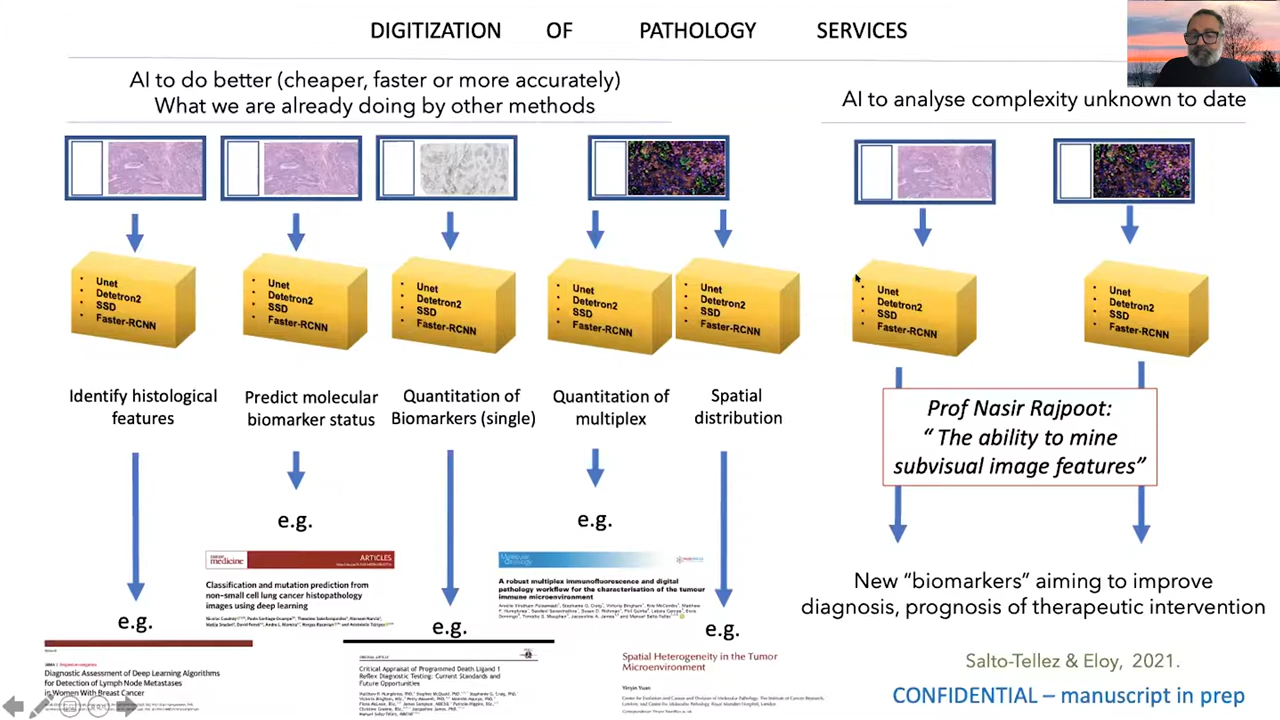 DIGITIZATION OF PATHOLOGY SERVICES
AI to do better (cheaper, faster or more accurately)
What we are already doing by other methods
AI to analyse complexity unknown to date
• Unet
• Detetron2
• SSD
• Faster-RCNN
• Unet
• Detetron2
• SSD
• Faster-RCNN
• Unet
• Detetron2
• SSD
• Faster-RCNN
• Unet
• Detetron2
• SSD
• Faster-RCNN
• Unet
• Detetron2
• SSD
• Faster-RCNN
• Unet
• Detetron2
• SSD
• Faster-RCNN
• Unet
• Detetron2
• SSD
• Faster-RCNN
Identify histological
features
Predict molecular
biomarker status
Quantitation of
Biomarkers (single)
Quantitation of
multiplex
Spatial
distribution
Prof Nasir Rajpoot:
“ The ability to mine
subvisual image features”
e.g.
e.g.
medicine
ARTICLES
Classification and mutation prediction from
non–small cell lung cancer histopathology
images using deep learning
A robust multiplex immunofluorescence and digital
pathology workflow for the characterisation of the tumour
immune microenvironment
e.g.
e.g.
e.g.
Diagnostic Assessment of Deep Learning Algorithms
for Detection of Lymph Node Metastases
in Women With Breast Cancer
Critical Appraisal of Programmed Death Ligand 1
Reflex Diagnostic Testing: Current Standards and
Future Opportunities
Spatial Heterogeneity in the Tumor
Microenvironment
Yinyin Yuan
New “biomarkers” aiming to improve
diagnosis, prognosis of therapeutic intervention
Salto-Tellez & Eloy, 2021.
CONFIDENTIAL – manuscript in prep